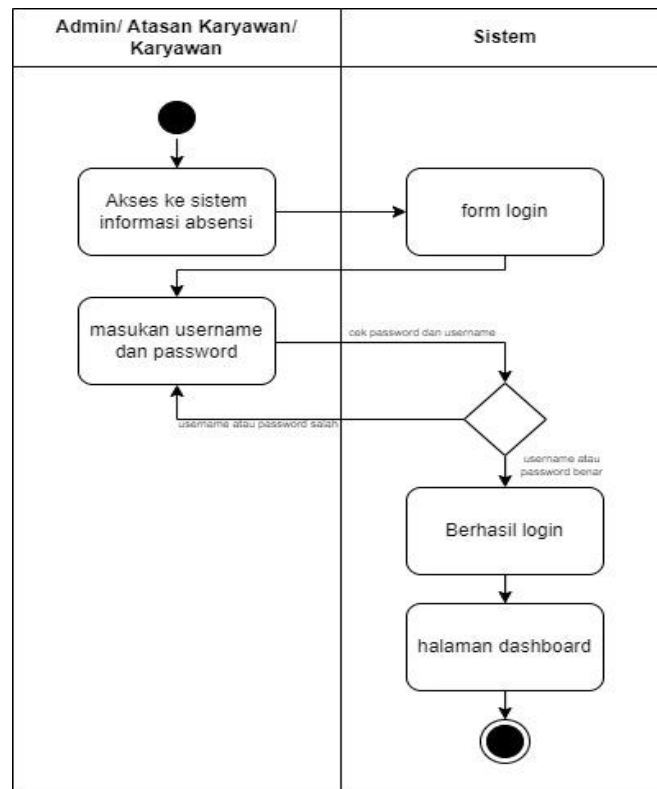 Admin/ Atasan Karyawan/
Karyawan
Sistem
Akses ke sistem
informasi absensi
form login
masukan username
dan password
cek password dan username
username atau password salah
username atau
password benar
Berhasil login
halaman dashboard